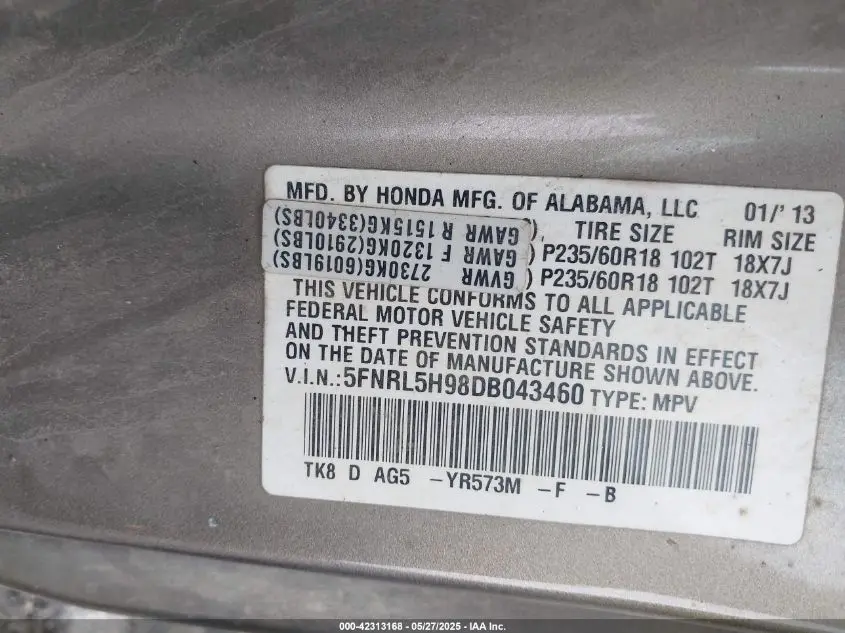 MFD. BY HONDA MFG. OF ALABAMA, LLC 01/'13
GVWR 2730KG(6019LBS)
GAWR F 1320KG(2910LBS)
GAWR R 1515KG(3340LBS)
TIRE SIZE RIM SIZE
P235/60R18 102T 18X7J
P235/60R18 102T 18X7J
THIS VEHICLE CONFORMS TO ALL APPLICABLE
FEDERAL MOTOR VEHICLE SAFETY
AND THEFT PREVENTION STANDARDS IN EFFECT
ON THE DATE OF MANUFACTURE SHOWN ABOVE.
V.I.N.:5FNRL5H98DB043460 TYPE: MPV
TK8 D AG5 -YR573M -F -B
000-42313168 - 05/27/2025 - IAA Inc.